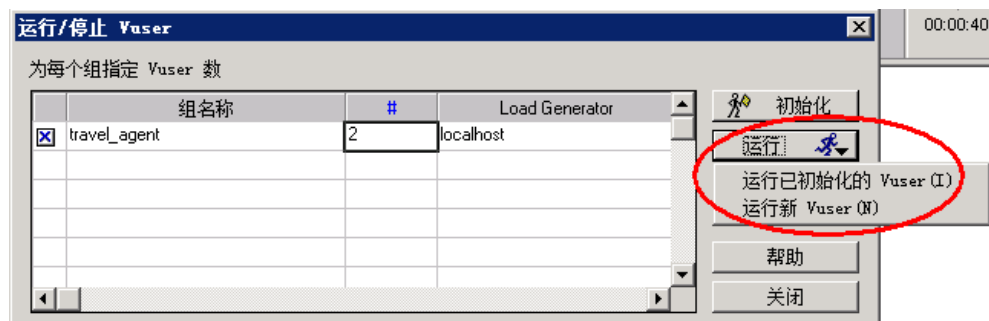 运行/停止 Vuser
00:00:40
为每个组指定 Vuser 数
组名称 # Load Generator
travel_agent 2 localhost
初始化
运行
运行已初始化的 Vuser(I)
运行新 Vuser(N)
帮助
关闭